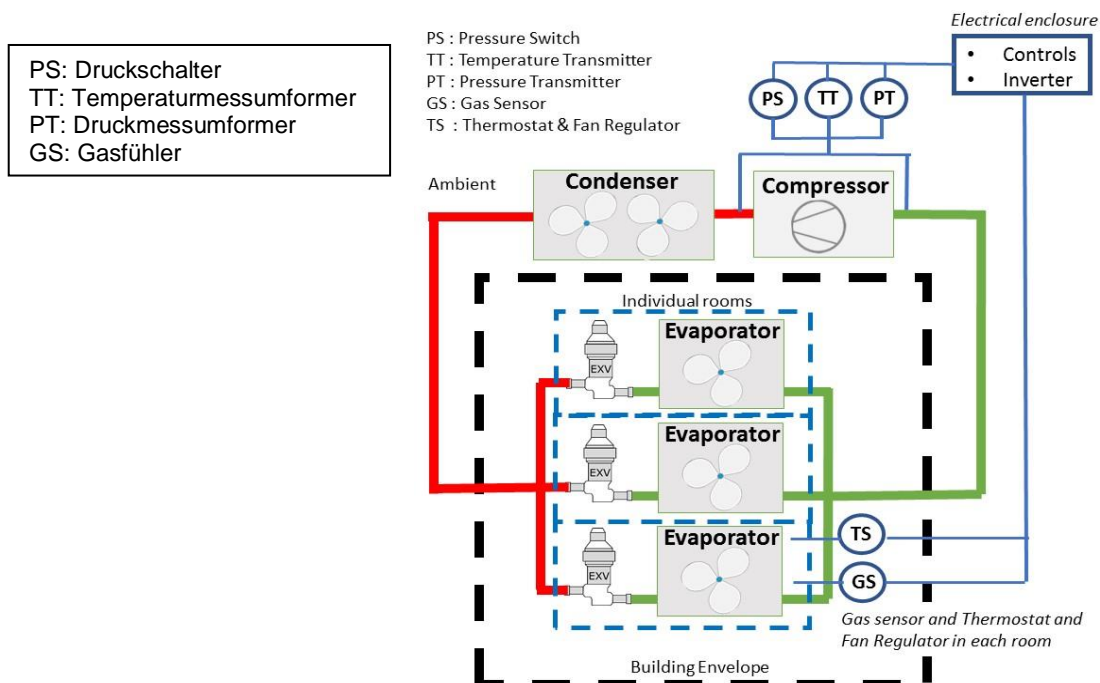 PS: Druckschalter
TT: Temperaturmessumformer
PT: Druckmessumformer
GS: Gasfühler
PS : Pressure Switch
TT : Temperature Transmitter
PT : Pressure Transmitter
GS : Gas Sensor
TS : Thermostat & Fan Regulator
Electrical enclosure
• Controls
• Inverter
PS
TT
PT
Ambient
Condenser
Compressor
Individual rooms
Evaporator
EXV
Evaporator
EXV
Evaporator
EXV
TS
GS
Gas sensor and Thermostat and
Fan Regulator in each room
Building Envelope